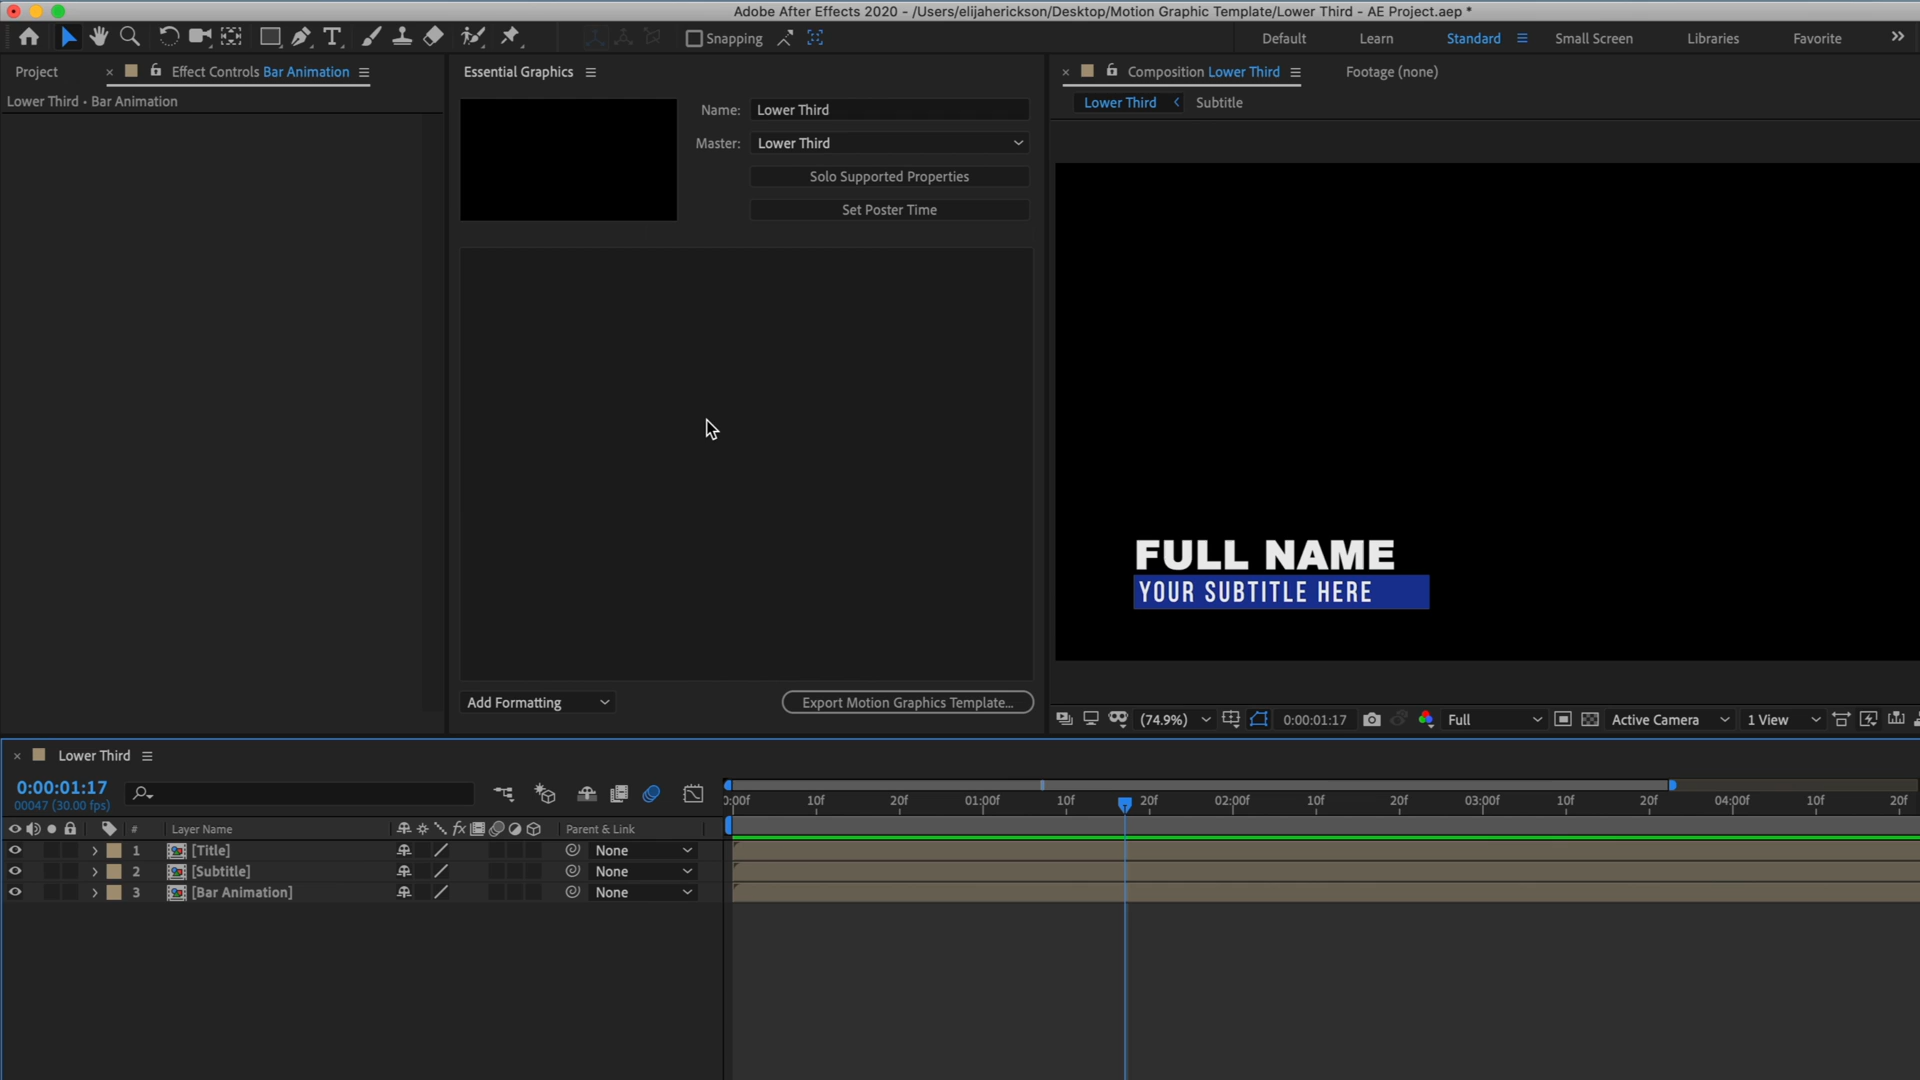 Adobe After Effects 2020 - /Users/elijaherickson/Desktop/Motion Graphic Template/Lower Third - AE Project.aep *
Snapping
Default Learn Standard Small Screen Libraries Favorite
Project
Effect Controls Bar Animation
Essential Graphics
Composition Lower Third
Footage (none)
Lower Third • Bar Animation
Lower Third Subtitle
Name: Lower Third
Master: Lower Third
Solo Supported Properties
Set Poster Time
FULL NAME
YOUR SUBTITLE HERE
Add Formatting
Export Motion Graphics Template...
(74.9%) 0:00:01:17 Full Active Camera 1 View
Lower Third
0:00:01:17
00047 (30.00 fps)
0:00f 10f 20f 01:00f 10f 20f 02:00f 10f 20f 03:00f 10f 20f 04:00f 10f 20f
# Layer Name fx Parent & Link
1 [Title] None
2 [Subtitle] None
3 [Bar Animation] None